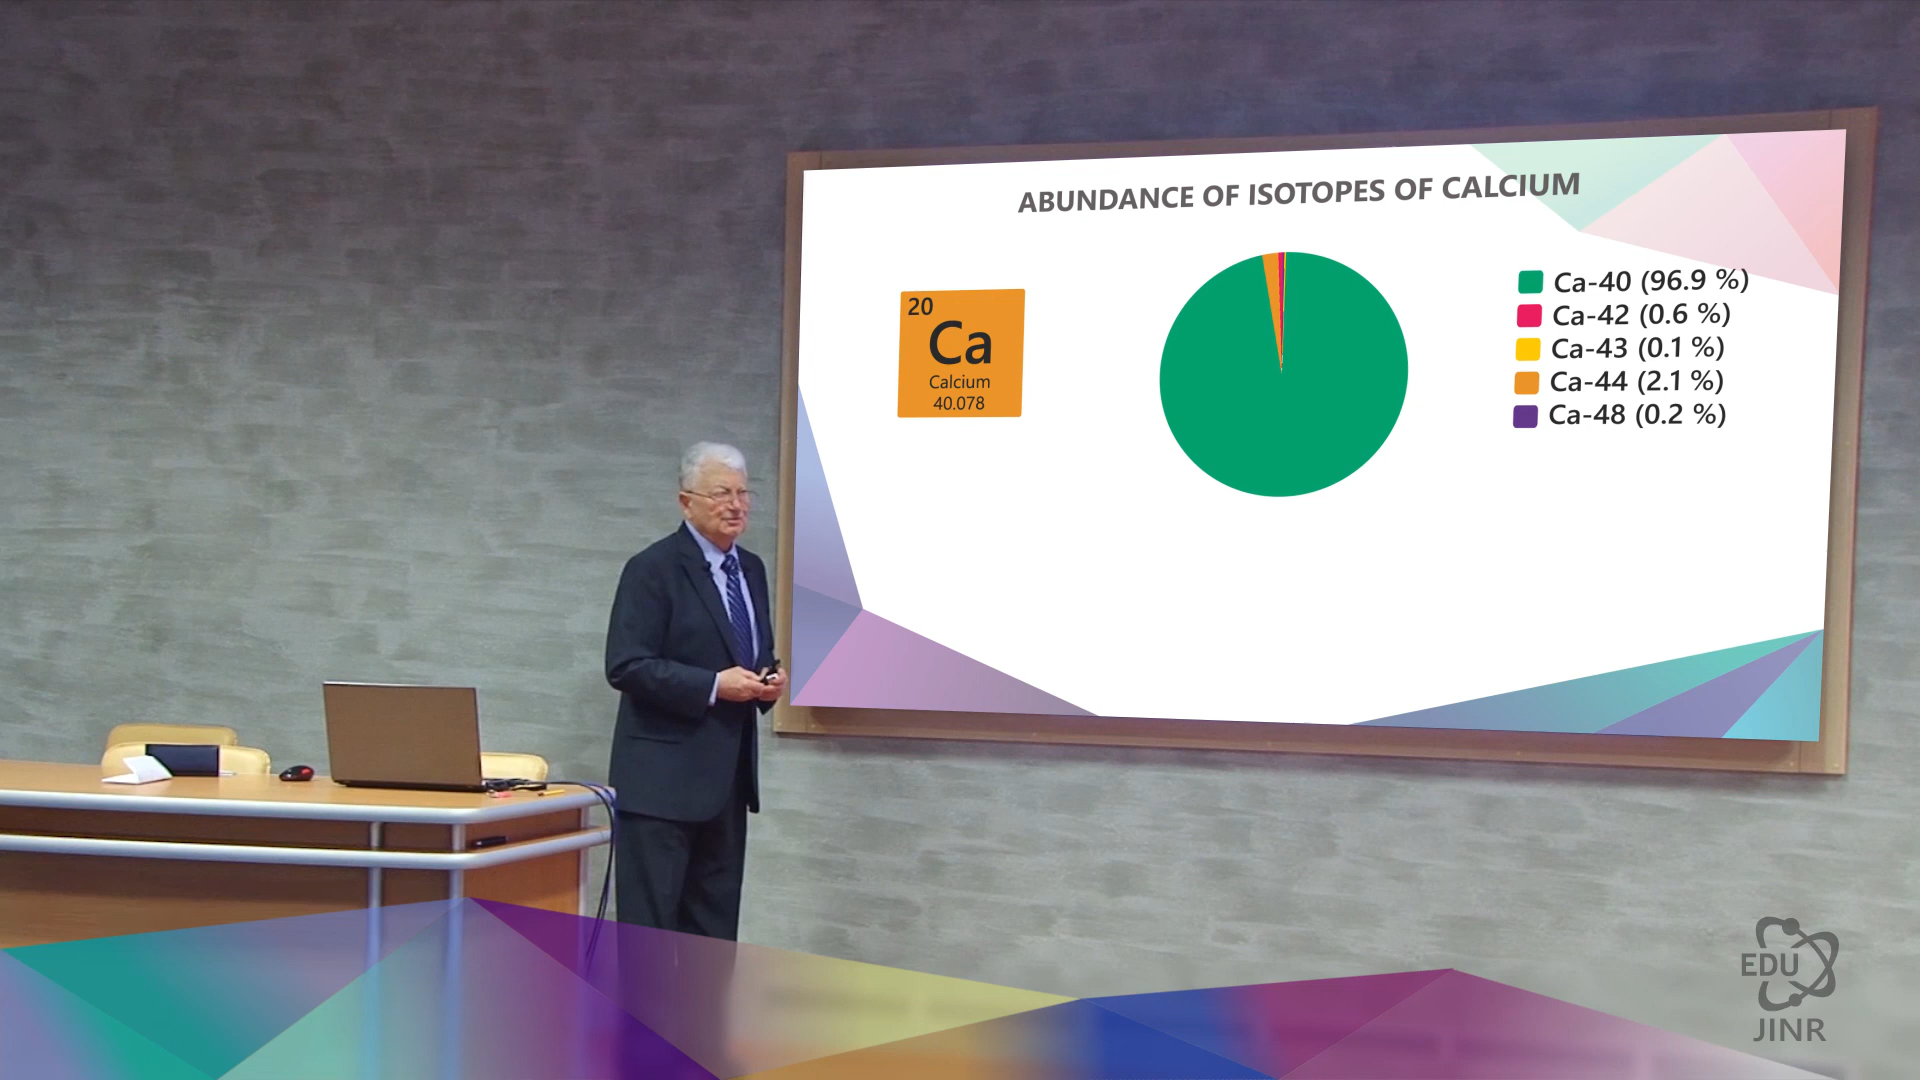 ABUNDANCE OF ISOTOPES OF CALCIUM
20
Ca
Calcium
40.078
Ca-40 (96.9 %)
Ca-42 (0.6 %)
Ca-43 (0.1 %)
Ca-44 (2.1 %)
Ca-48 (0.2 %)
EDU
JINR